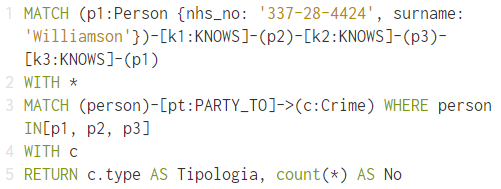 1 MATCH (p1:Person {nhs_no: '337-28-4424', surname:
'Williamson'})-[k1:KNOWS]-(p2)-[k2:KNOWS]-(p3)-
[k3:KNOWS]-(p1)
2 WITH *
3 MATCH (person)-[pt:PARTY_TO]->(c:Crime) WHERE person
IN[p1, p2, p3]
4 WITH c
5 RETURN c.type AS Tipologia, count(*) AS No